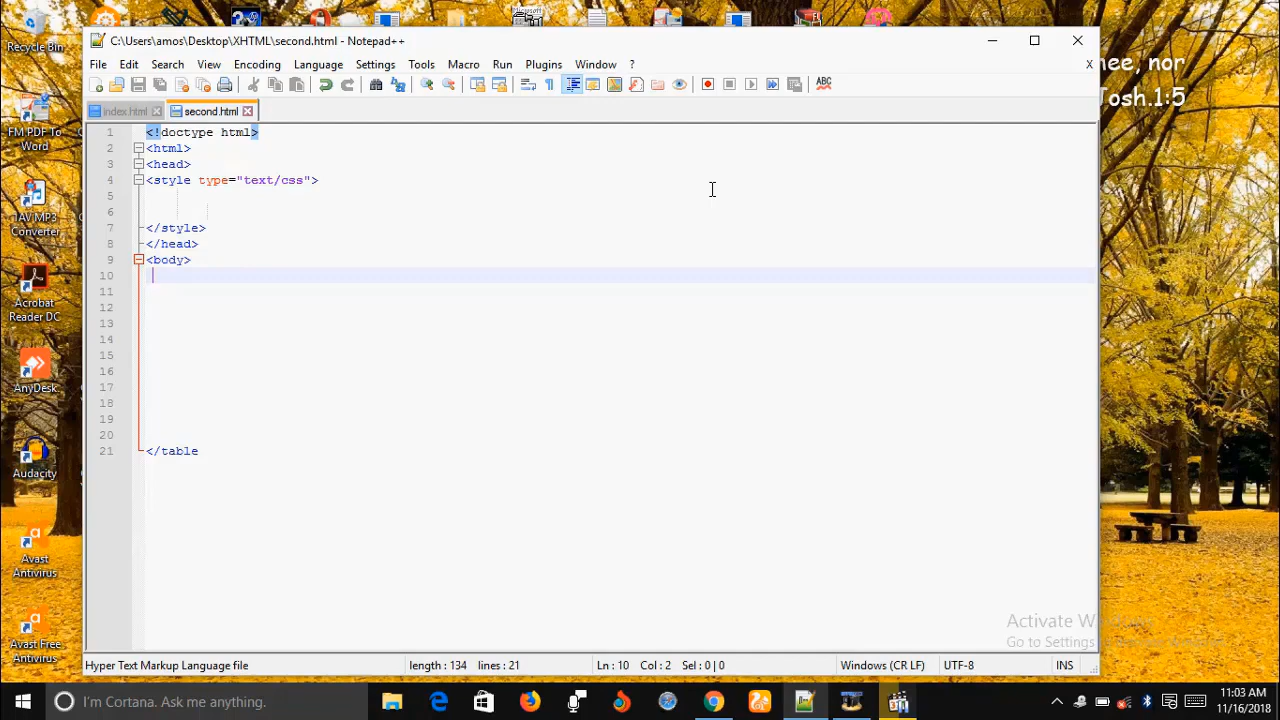 C:\Users\amos\Desktop\XHTML\second.html - Notepad++
File Edit Search View Encoding Language Settings Tools Macro Run Plugins Window ? X
index.html second.html
1 <!doctype html>
2 <html>
3 <head>
4 <style type="text/css">
5
6
7 </style>
8 </head>
9 <body>
10
11
12
13
14
15
16
17
18
19
20
21 </table
Hyper Text Markup Language file length : 134 lines : 21 Ln : 10 Col : 2 Sel : 0 | 0 Windows (CR LF) UTF-8 INS
Recycle Bin
FM PDF To
Word
1AV MP3
Converter
Acrobat
Reader DC
AnyDesk
Audacity
Avast
Antivirus
Avast Free
Antivirus
nor
Josh.1:5
Activate
Go to Settings
I'm Cortana. Ask me anything.
11:03 AM
11/16/2018